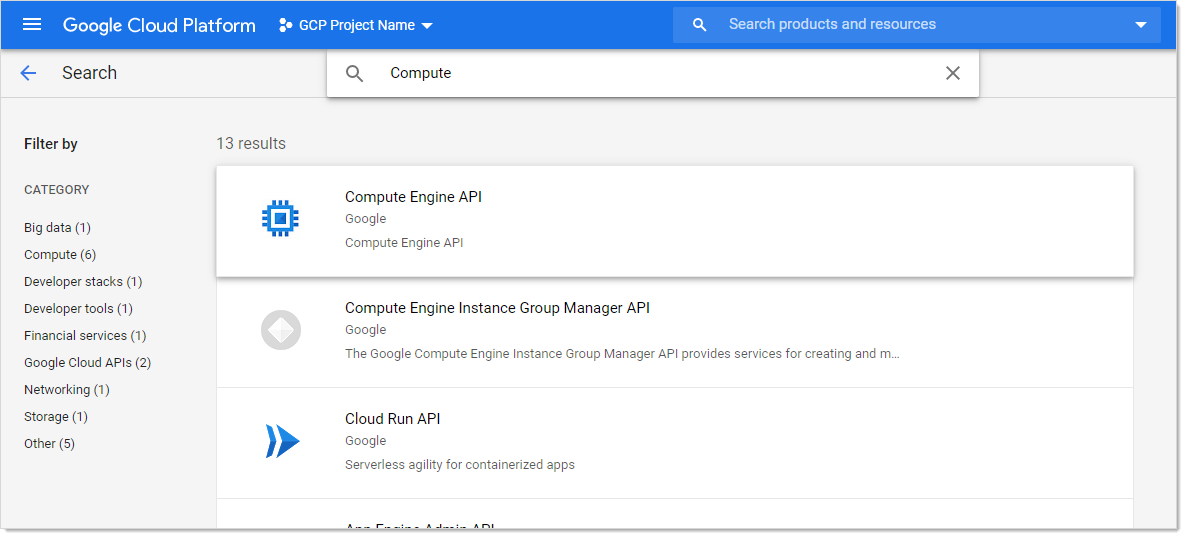 Google Cloud Platform GCP Project Name Search products and resources
Search Compute
Filter by
CATEGORY
Big data (1)
Compute (6)
Developer stacks (1)
Developer tools (1)
Financial services (1)
Google Cloud APIs (2)
Networking (1)
Storage (1)
Other (5)
13 results
Compute Engine API
Google
Compute Engine API
Compute Engine Instance Group Manager API
Google
The Google Compute Engine Instance Group Manager API provides services for creating and m...
Cloud Run API
Google
Serverless agility for containerized apps
App Engine Admin API